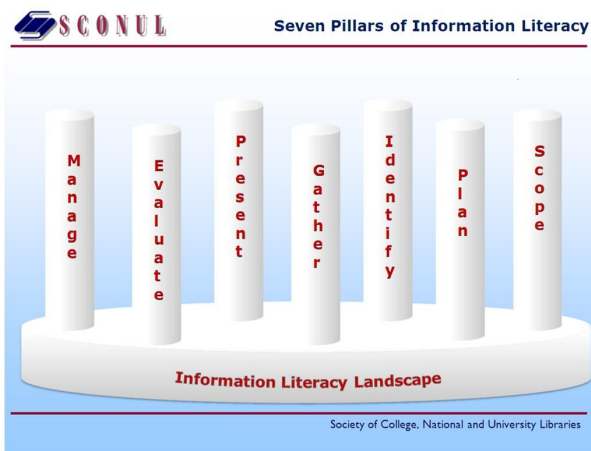 SCONUL
Seven Pillars of Information Literacy
Manage
Evaluate
Present
Gather
Identify
Plan
Scope
Information Literacy Landscape
Society of College, National and University Libraries